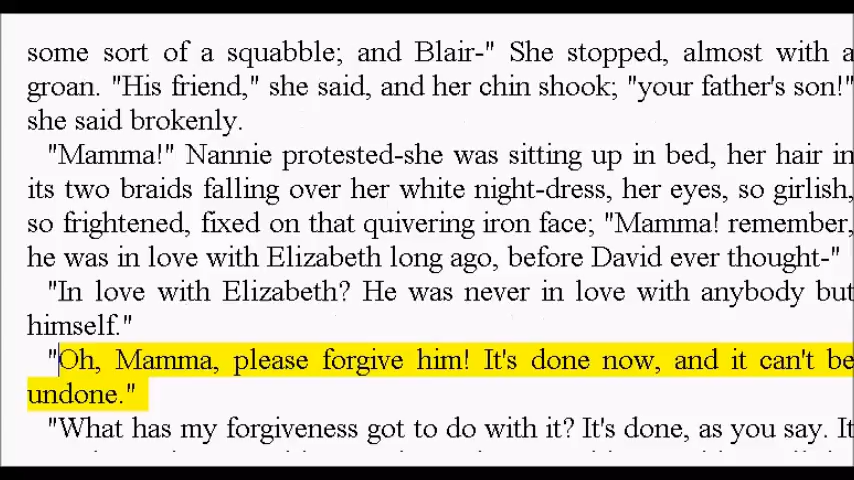 some sort of a squabble; and Blair-" She stopped, almost with a
groan. "His friend," she said, and her chin shook; "your father's son!"
she said brokenly.
"Mamma!" Nannie protested-she was sitting up in bed, her hair in
its two braids falling over her white night-dress, her eyes, so girlish,
so frightened, fixed on that quivering iron face; "Mamma! remember,
he was in love with Elizabeth long ago, before David ever thought-"
"In love with Elizabeth? He was never in love with anybody but
himself."
"Oh, Mamma, please forgive him! It's done now, and it can't be
undone."
"What has my forgiveness got to do with it? It's done, as you say. It